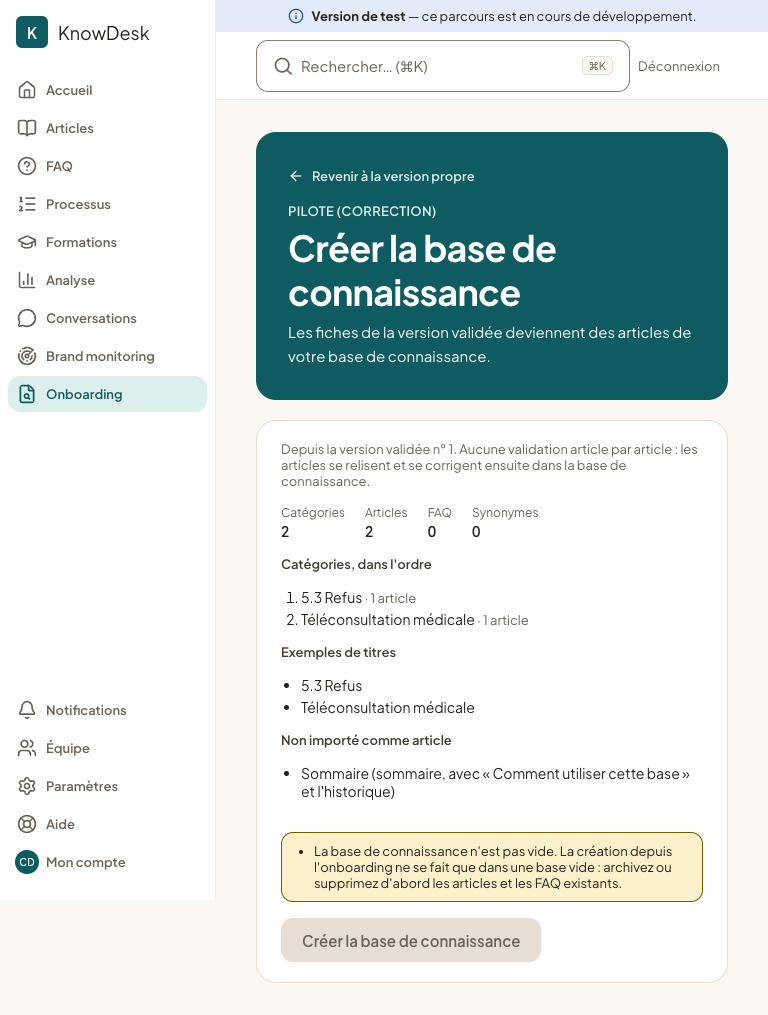 K KnowDesk
Accueil
Articles
FAQ
Processus
Formations
Analyse
Conversations
Brand monitoring
Onboarding
Notifications
Équipe
Paramètres
Aide
CD Mon compte
Version de test — ce parcours est en cours de développement.
Rechercher... (⌘K) ⌘K Déconnexion
← Revenir à la version propre
PILOTE (CORRECTION)
Créer la base de
connaissance
Les fiches de la version validée deviennent des articles de
votre base de connaissance.
Depuis la version validée n° 1. Aucune validation article par article : les
articles se relisent et se corrigent ensuite dans la base de
connaissance.
Catégories Articles FAQ Synonymes
2 2 0 0
Catégories, dans l'ordre
1. 5.3 Refus · 1 article
2. Téléconsultation médicale · 1 article
Exemples de titres
• 5.3 Refus
• Téléconsultation médicale
Non importé comme article
• Sommaire (sommaire, avec « Comment utiliser cette base »
et l'historique)
• La base de connaissance n'est pas vide. La création depuis
l'onboarding ne se fait que dans une base vide : archivez ou
supprimez d'abord les articles et les FAQ existants.
Créer la base de connaissance